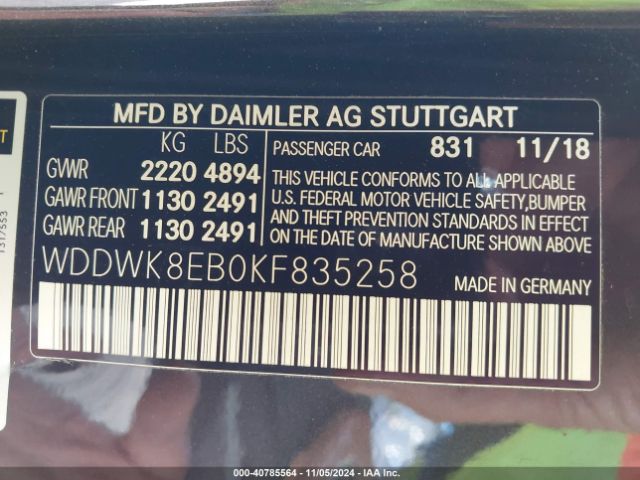 MFD BY DAIMLER AG STUTTGART
KG LBS
GVWR 2220 4894
GAWR FRONT 1130 2491
GAWR REAR 1130 2491
PASSENGER CAR 831 11/18
THIS VEHICLE CONFORMS TO ALL APPLICABLE
U.S. FEDERAL MOTOR VEHICLE SAFETY,BUMPER
AND THEFT PREVENTION STANDARDS IN EFFECT
ON THE DATE OF MANUFACTURE SHOWN ABOVE
WDDWK8EB0KF835258
MADE IN GERMANY
000-40785564 - 11/05/2024 - IAA Inc.